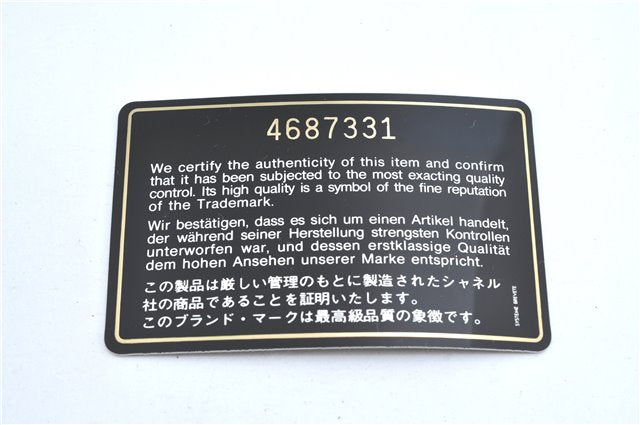 4687331
We certify the authenticity of this item and confirm
that it has been subjected to the most exacting quality
control. Its high quality is a symbol of the fine reputation
of the Trademark.
Wir bestätigen, dass es sich um einen Artikel handelt,
der während seiner Herstellung strengsten Kontrollen
unterworfen war, und dessen erstklassige Qualität
dem hohen Ansehen unserer Marke entspricht.
この製品は厳しい管理のもとに製造されたシャネル
社の商品であることを証明いたします。
このブランド・マークは最高級品質の象徴です。
SYSTEME BREVETE